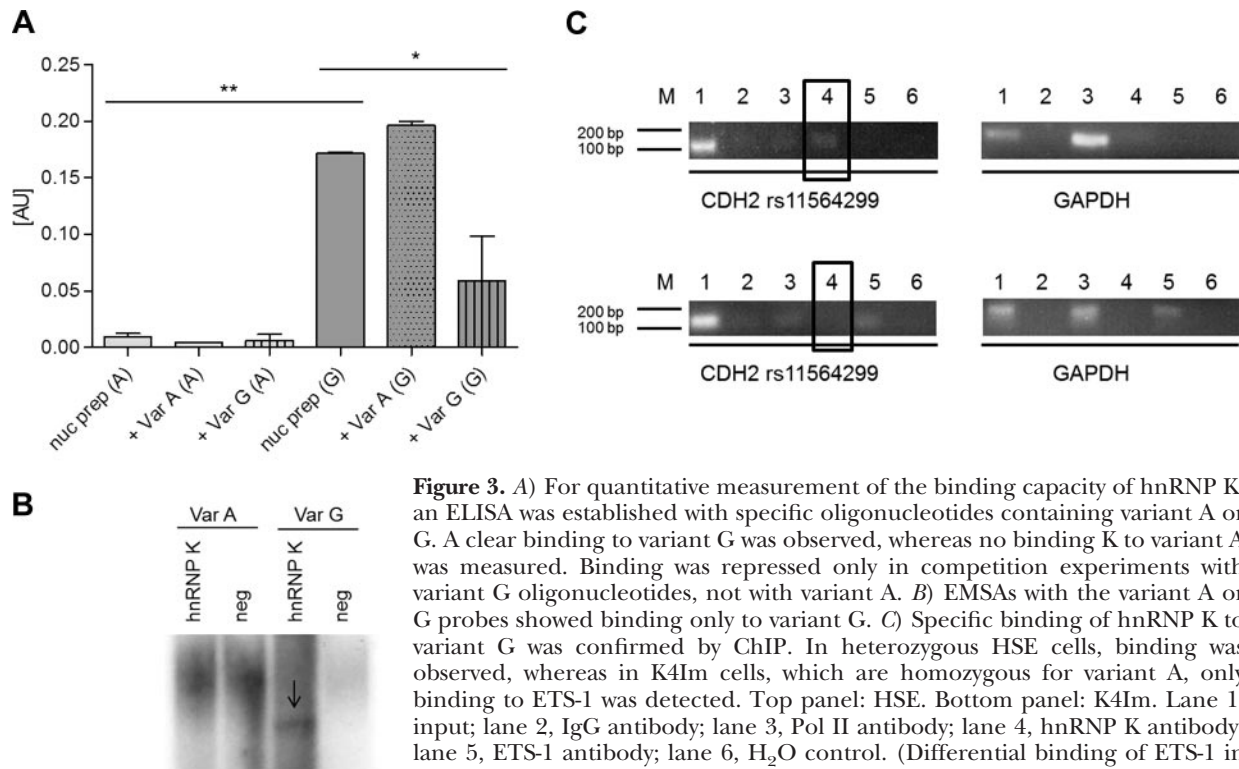 A
0.25
0.20
0.15
0.10
0.05
0.00
[AU]
**
*
nuc prep (A)
+ Var A (A)
+ Var G (A)
nuc prep (G)
+ Var A (G)
+ Var G (G)
C
M 1 2 3 4 5 6
1 2 3 4 5 6
200 bp
100 bp
CDH2 rs11564299
GAPDH
M 1 2 3 4 5 6
1 2 3 4 5 6
200 bp
100 bp
CDH2 rs11564299
GAPDH
B
Var A
Var G
hnRNP K
neg
hnRNP K
neg
Figure 3. A) For quantitative measurement of the binding capacity of hnRNP K
an ELISA was established with specific oligonucleotides containing variant A or
G. A clear binding to variant G was observed, whereas no binding K to variant A
was measured. Binding was repressed only in competition experiments with
variant G oligonucleotides, not with variant A. B) EMSAs with the variant A or
G probes showed binding only to variant G. C) Specific binding of hnRNP K to
variant G was confirmed by ChIP. In heterozygous HSE cells, binding was
observed, whereas in K4Im cells, which are homozygous for variant A, only
binding to ETS-1 was detected. Top panel: HSE. Bottom panel: K4Im. Lane 1
input; lane 2, IgG antibody; lane 3, Pol II antibody; lane 4, hnRNP K antibody
lane 5, ETS-1 antibody; lane 6, H₂O control. (Differential binding of ETS-1 in